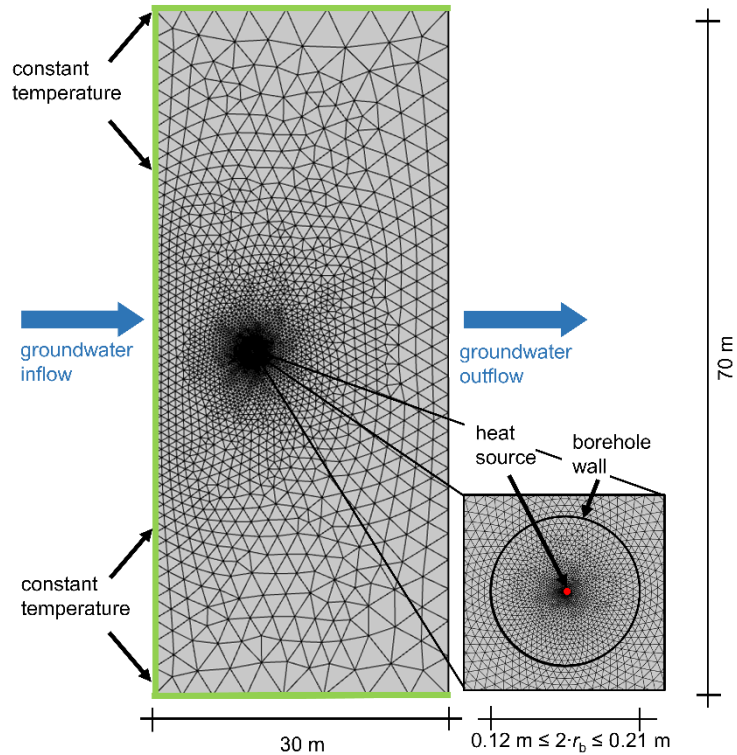 constant
temperature
groundwater
inflow
groundwater
outflow
70 m
heat
source
borehole
wall
constant
temperature
30 m
0.12 m ≤ 2·rb ≤ 0.21 m